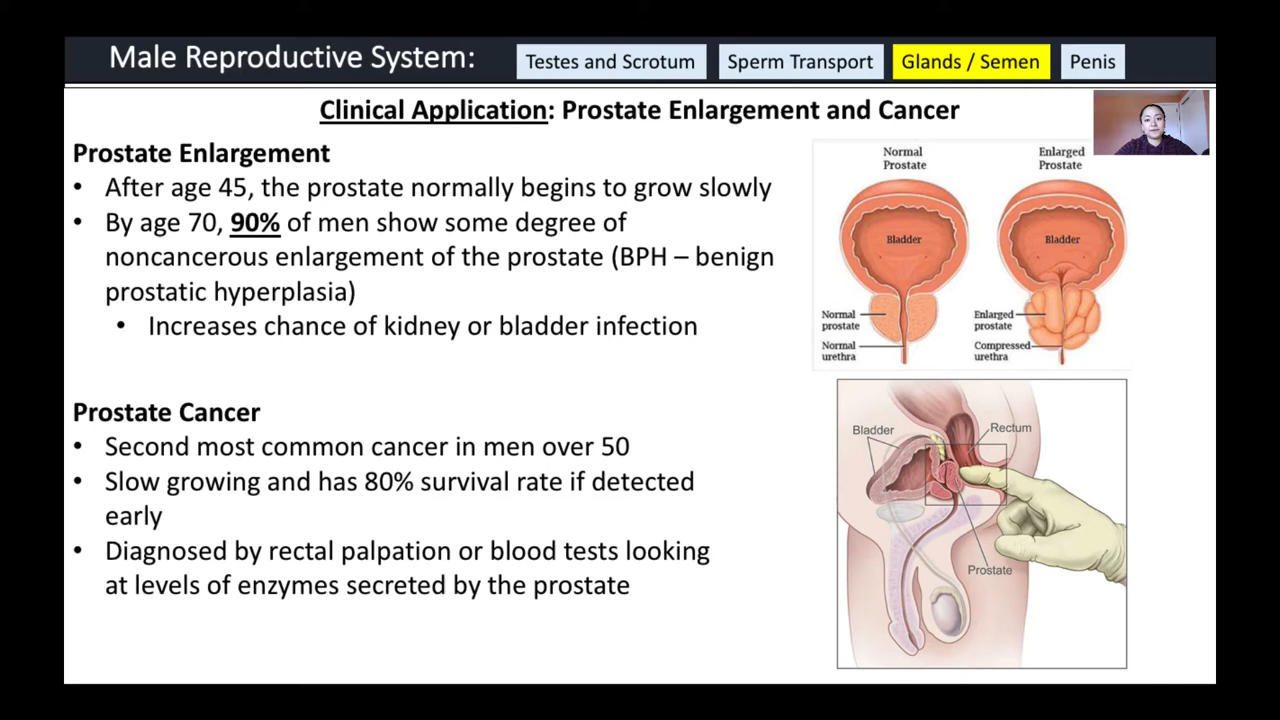 Male Reproductive System:
Testes and Scrotum
Sperm Transport
Glands / Semen
Penis
Clinical Application: Prostate Enlargement and Cancer
Prostate Enlargement
• After age 45, the prostate normally begins to grow slowly
• By age 70, 90% of men show some degree of
noncancerous enlargement of the prostate (BPH – benign
prostatic hyperplasia)
• Increases chance of kidney or bladder infection
Prostate Cancer
• Second most common cancer in men over 50
• Slow growing and has 80% survival rate if detected
early
• Diagnosed by rectal palpation or blood tests looking
at levels of enzymes secreted by the prostate
Normal
Prostate
Enlarged
Prostate
Bladder
Bladder
Normal
prostate
Normal
urethra
Enlarged
prostate
Compressed
urethra
Bladder
Rectum
Prostate